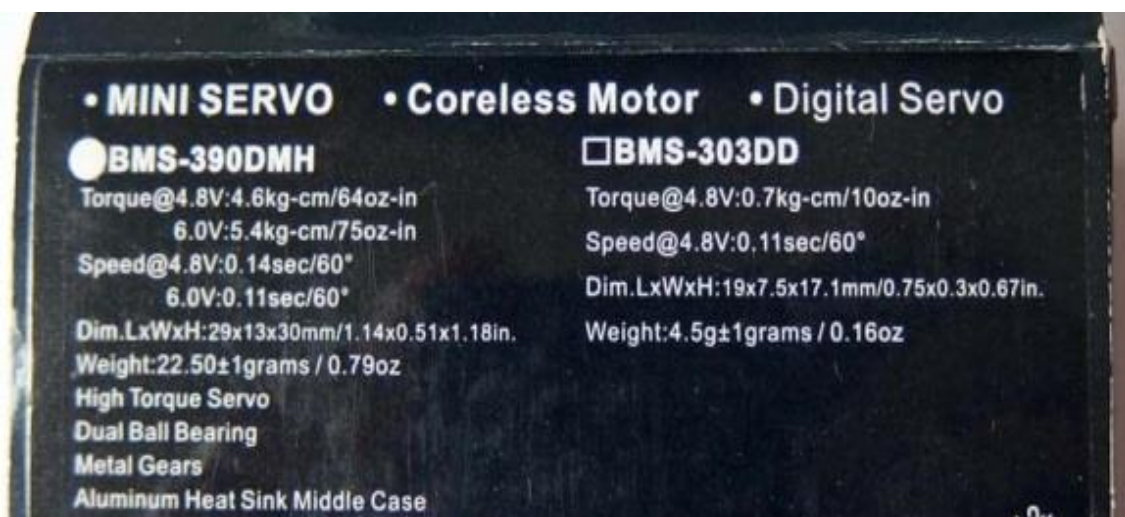 • MINI SERVO • Coreless Motor • Digital Servo
BMS-390DMH
Torque@4.8V:4.6kg-cm/64oz-in
6.0V:5.4kg-cm/75oz-in
Speed@4.8V:0.14sec/60°
6.0V:0.11sec/60°
Dim.LxWxH:29x13x30mm/1.14x0.51x1.18in.
Weight:22.50±1grams / 0.79oz
High Torque Servo
Dual Ball Bearing
Metal Gears
Aluminum Heat Sink Middle Case
□BMS-303DD
Torque@4.8V:0.7kg-cm/10oz-in
Speed@4.8V:0.11sec/60°
Dim.LxWxH:19x7.5x17.1mm/0.75x0.3x0.67in.
Weight:4.5g±1grams / 0.16oz